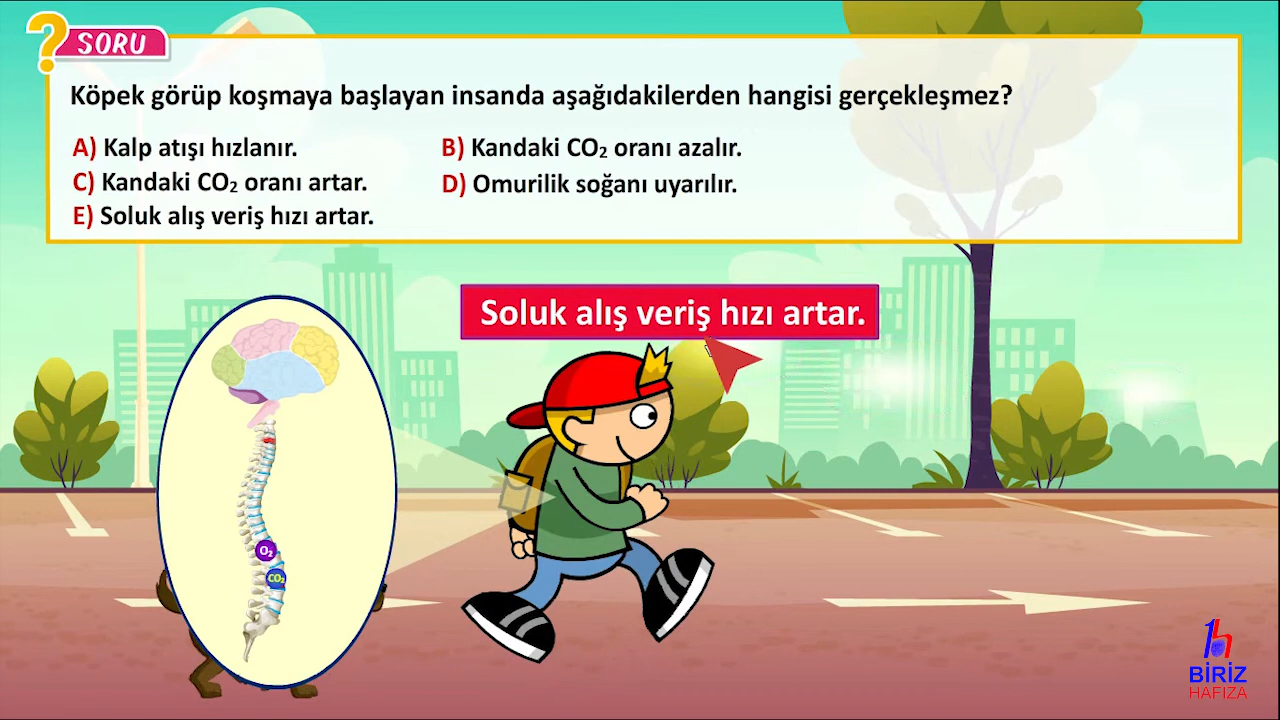 ? SORU
Köpek görüp koşmaya başlayan insanda aşağıdakilerden hangisi gerçekleşmez?
A) Kalp atışı hızlanır. B) Kandaki CO₂ oranı azalır.
C) Kandaki CO₂ oranı artar. D) Omurilik soğanı uyarılır.
E) Soluk alış veriş hızı artar.
Soluk alış veriş hızı artar.
O₂
CO₂
1h
BİRİZ
HAFIZA